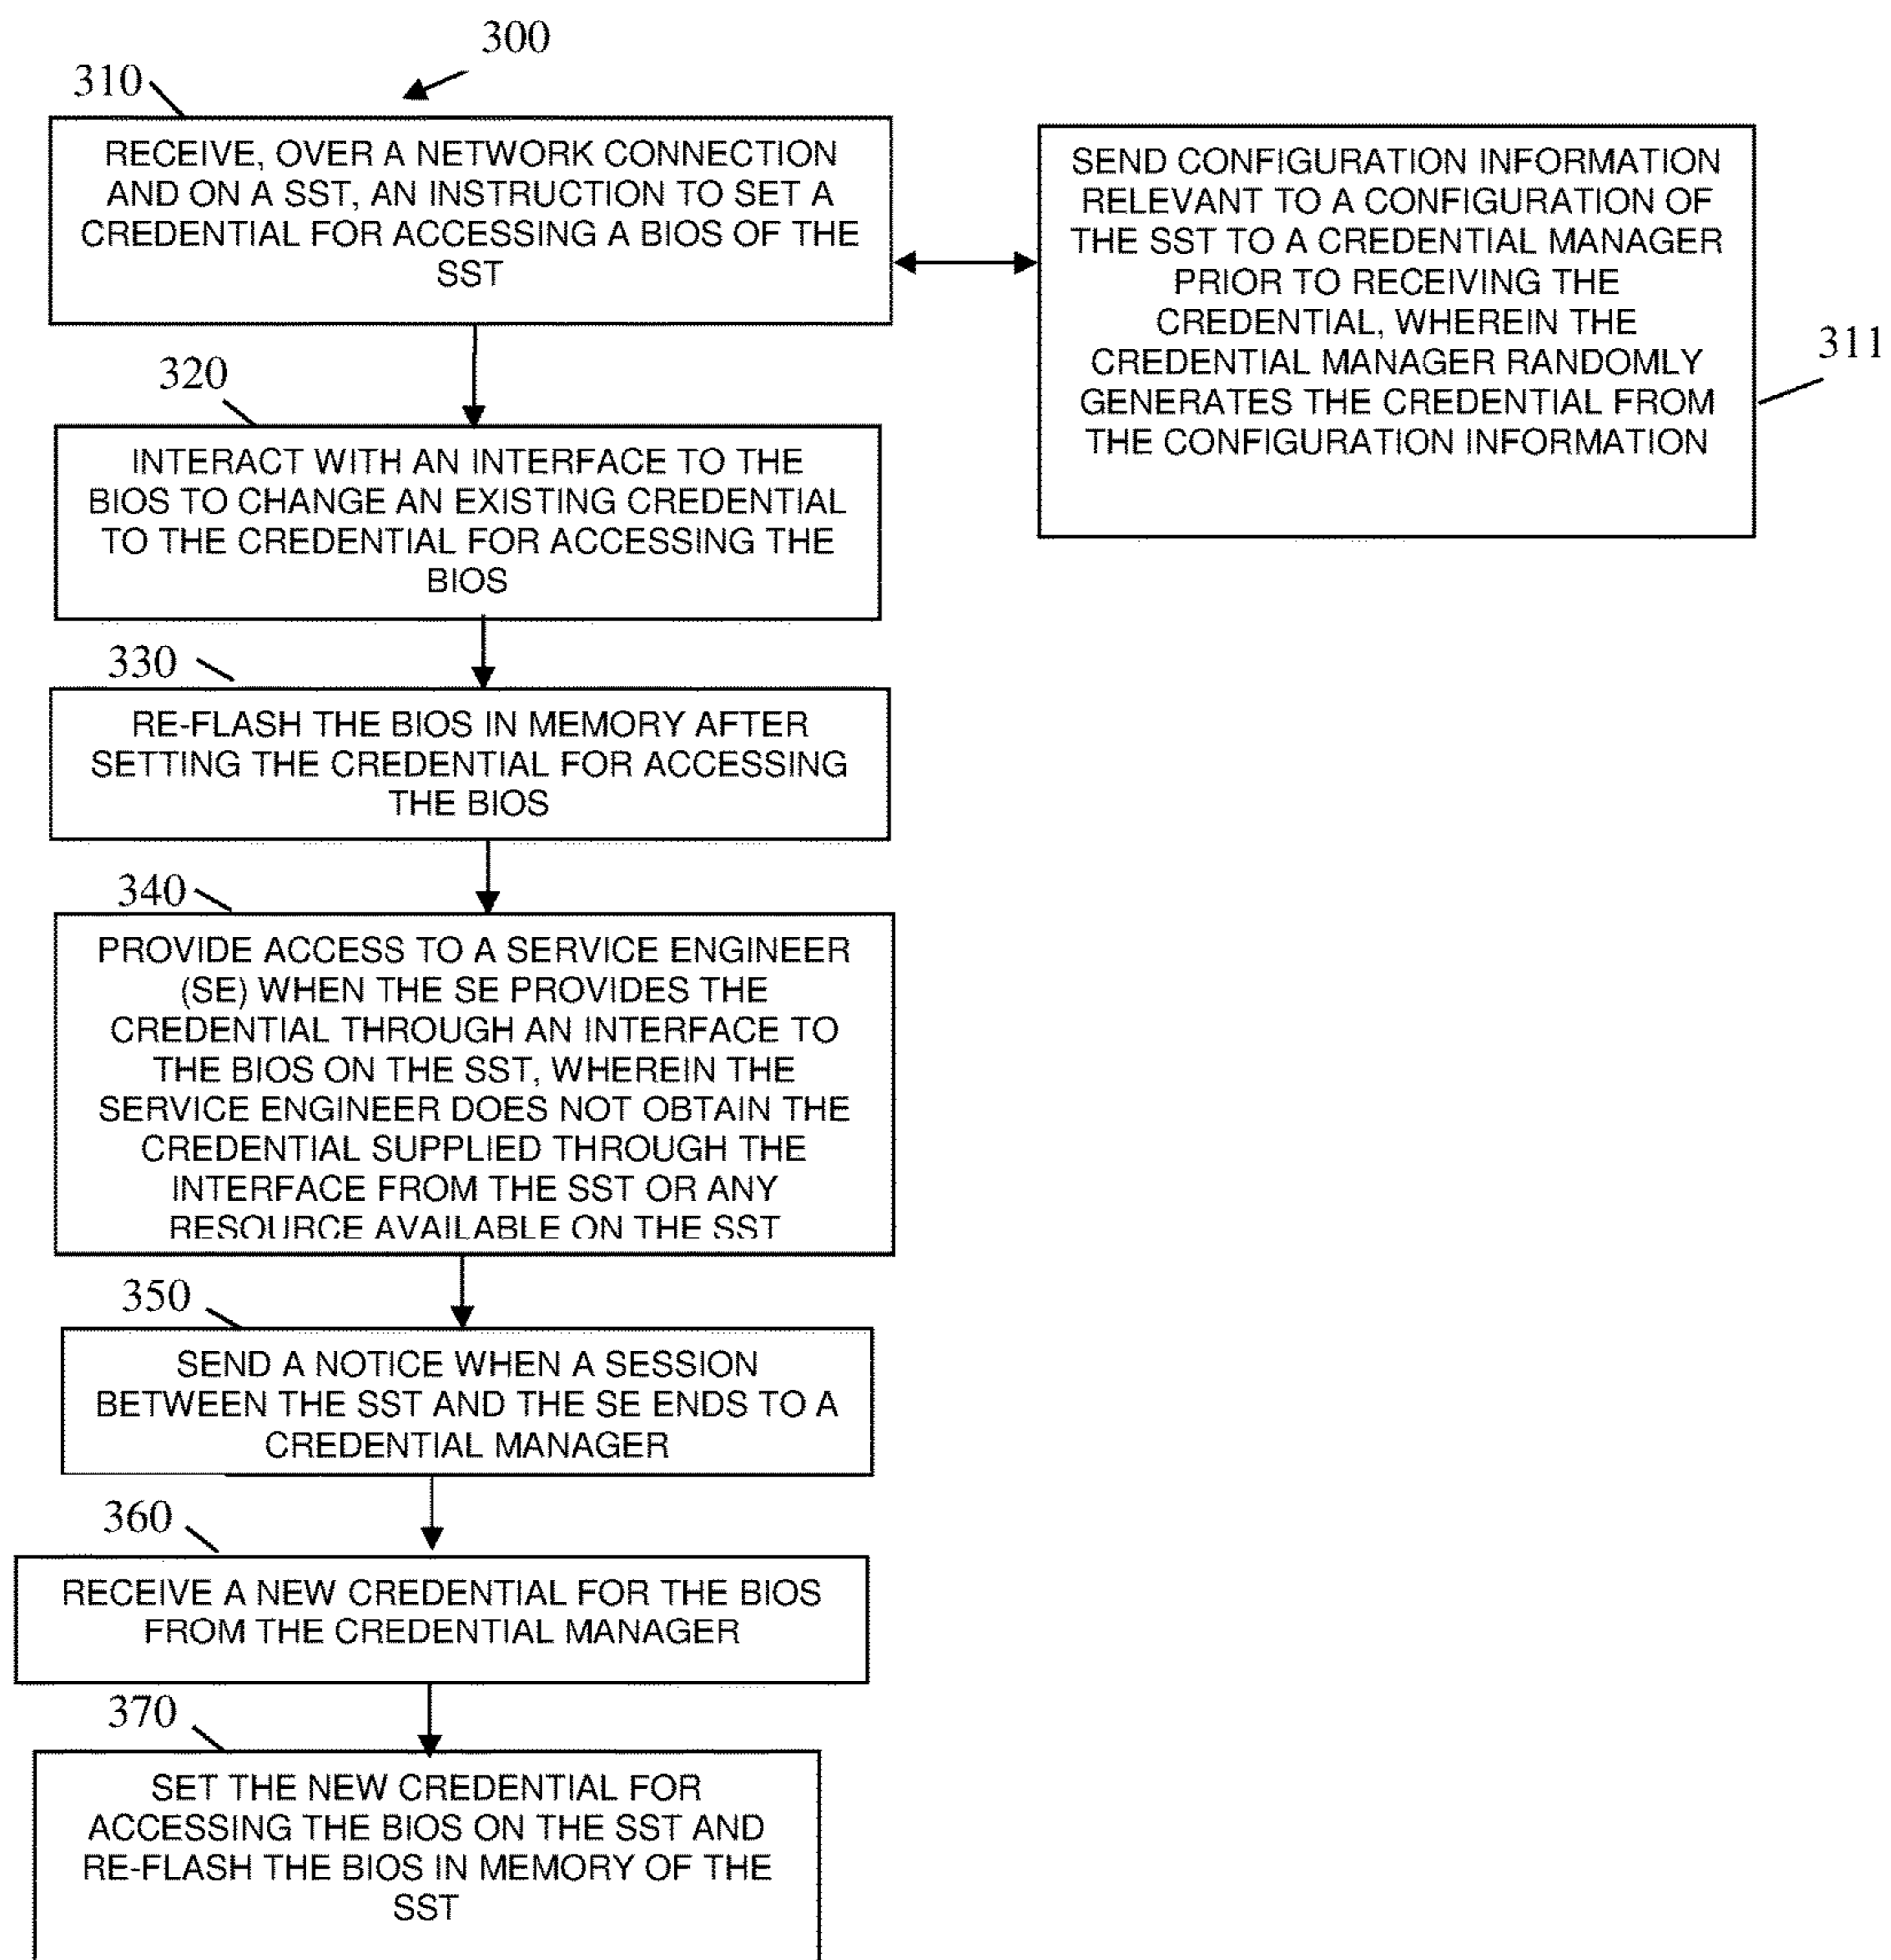 300
310
RECEIVE, OVER A NETWORK CONNECTION
AND ON A SST, AN INSTRUCTION TO SET A
CREDENTIAL FOR ACCESSING A BIOS OF THE
SST
SEND CONFIGURATION INFORMATION
RELEVANT TO A CONFIGURATION OF
THE SST TO A CREDENTIAL MANAGER
PRIOR TO RECEIVING THE
CREDENTIAL, WHEREIN THE
CREDENTIAL MANAGER RANDOMLY
GENERATES THE CREDENTIAL FROM
THE CONFIGURATION INFORMATION
311
320
INTERACT WITH AN INTERFACE TO THE
BIOS TO CHANGE AN EXISTING CREDENTIAL
TO THE CREDENTIAL FOR ACCESSING THE
BIOS
330
RE-FLASH THE BIOS IN MEMORY AFTER
SETTING THE CREDENTIAL FOR ACCESSING
THE BIOS
340
PROVIDE ACCESS TO A SERVICE ENGINEER
(SE) WHEN THE SE PROVIDES THE
CREDENTIAL THROUGH AN INTERFACE TO
THE BIOS ON THE SST, WHEREIN THE
SERVICE ENGINEER DOES NOT OBTAIN THE
CREDENTIAL SUPPLIED THROUGH THE
INTERFACE FROM THE SST OR ANY
RESOURCE AVAILABLE ON THE SST
350
SEND A NOTICE WHEN A SESSION
BETWEEN THE SST AND THE SE ENDS TO A
CREDENTIAL MANAGER
360
RECEIVE A NEW CREDENTIAL FOR THE BIOS
FROM THE CREDENTIAL MANAGER
370
SET THE NEW CREDENTIAL FOR
ACCESSING THE BIOS ON THE SST AND
RE-FLASH THE BIOS IN MEMORY OF THE
SST